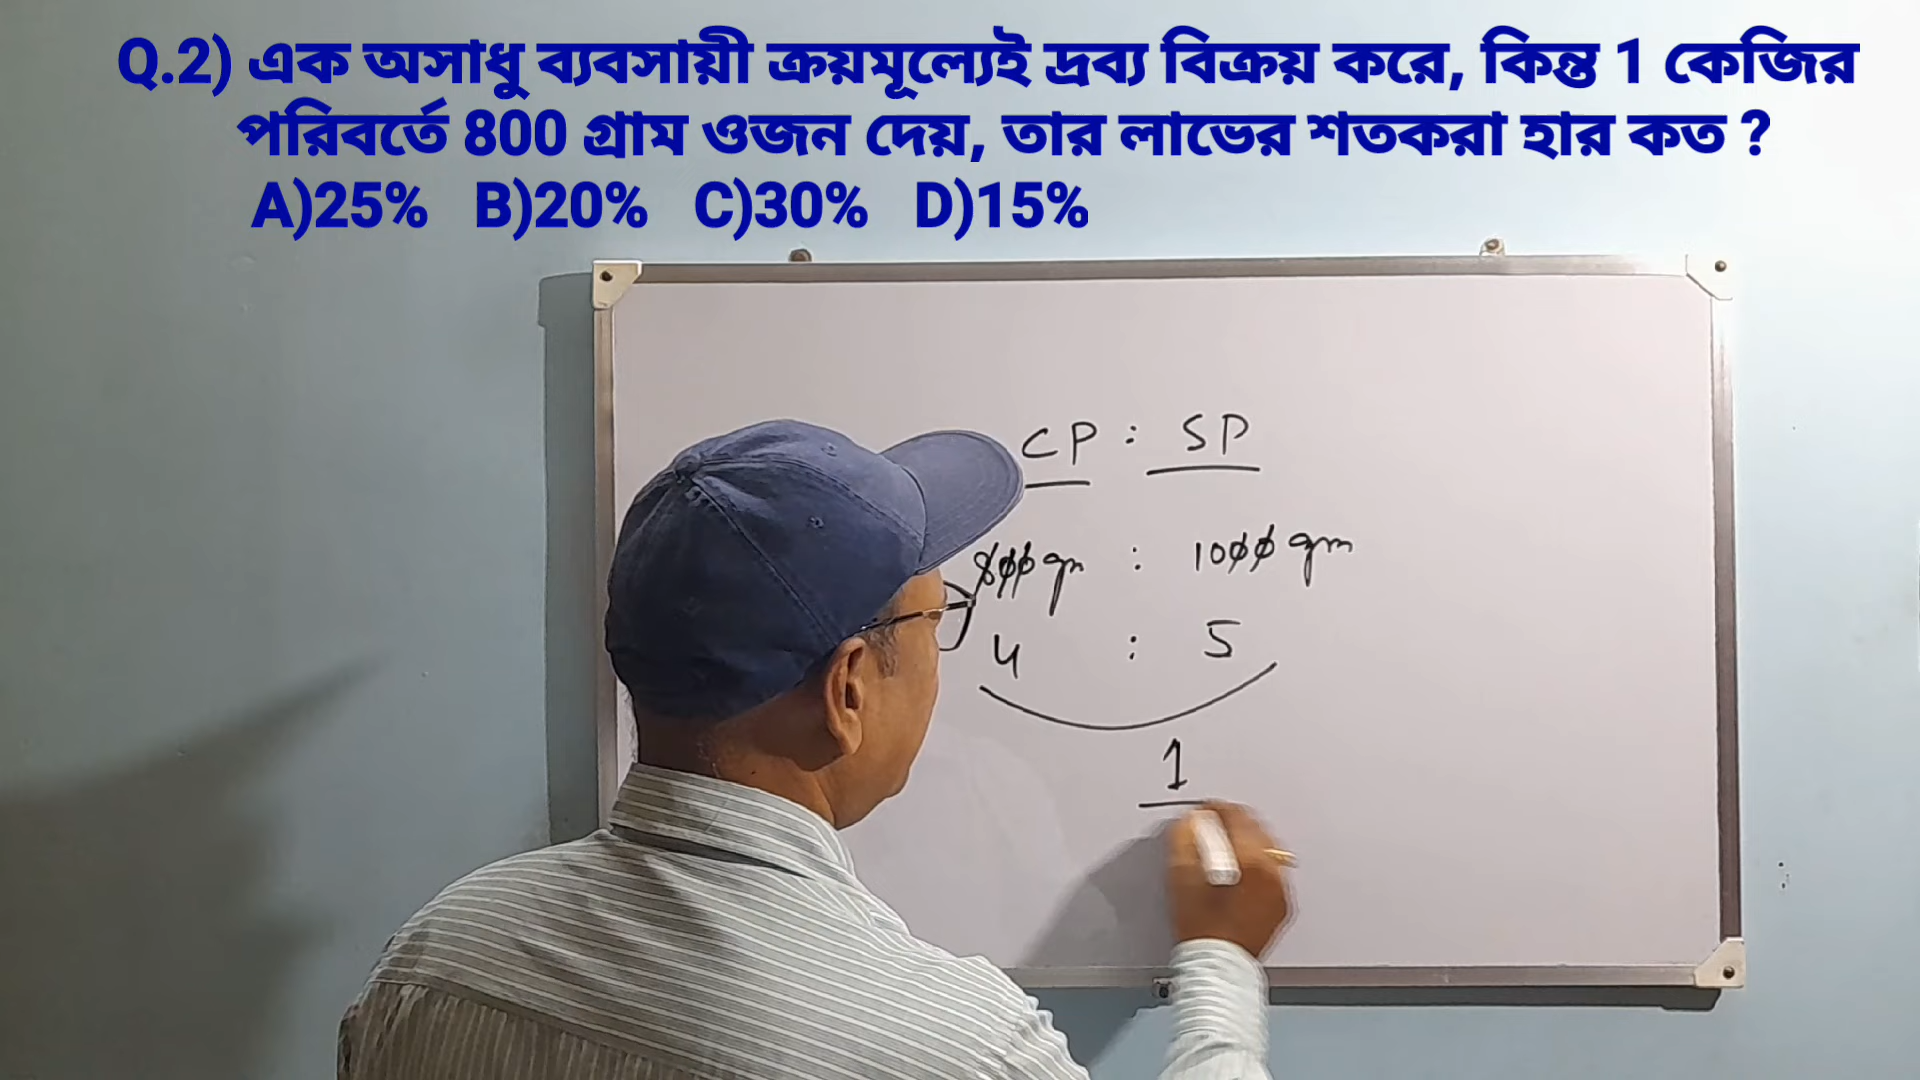 Q.2) এক অসাধু ব্যবসায়ী ক্রয়মূল্যেই দ্রব্য বিক্রয় করে, কিন্তু 1 কেজির
পরিবর্তে 800 গ্রাম ওজন দেয়, তার লাভের শতকরা হার কত ?
A)25% B)20% C)30% D)15%
CP : SP
800 gm : 1000 gm
4 : 5
1